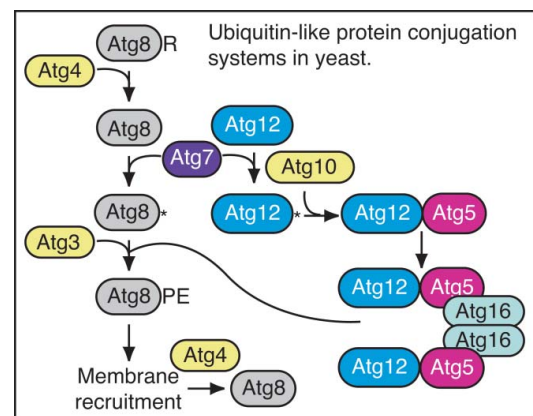 Ubiquitin-like protein conjugation
systems in yeast.
Atg8 R
Atg4
Atg8
Atg12
Atg7
Atg10
Atg8 *
Atg12 *
Atg12 Atg5
Atg3
Atg8 PE
Atg12 Atg5
Atg16
Atg16
Atg12 Atg5
Atg4
Membrane
recruitment
Atg8